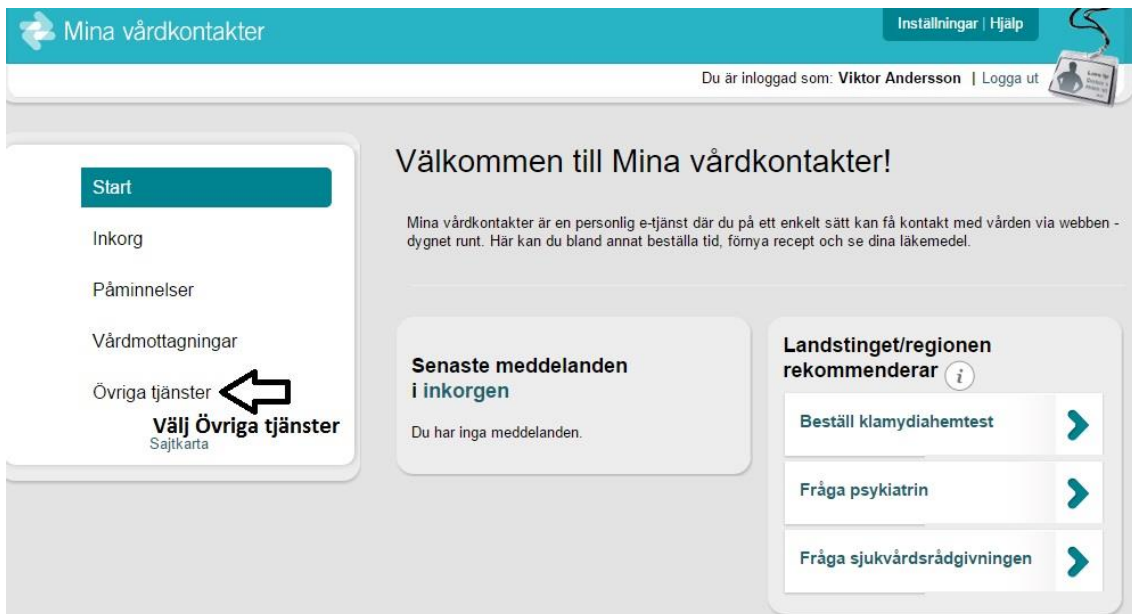 Mina vårdkontakter
Inställningar | Hjälp
Du är inloggad som: Viktor Andersson | Logga ut
Start
Inkorg
Påminnelser
Vårdmottagningar
Övriga tjänster
Välj Övriga tjänster
Sajtkarta
Välkommen till Mina vårdkontakter!
Mina vårdkontakter är en personlig e-tjänst där du på ett enkelt sätt kan få kontakt med vården via webben -
dygnet runt. Här kan du bland annat beställa tid, förnya recept och se dina läkemedel.
Senaste meddelanden
i inkorgen
Du har inga meddelanden.
Landstinget/regionen
rekommenderar i
Beställ klamydiahemtest
Fråga psykiatrin
Fråga sjukvårdsrådgivningen